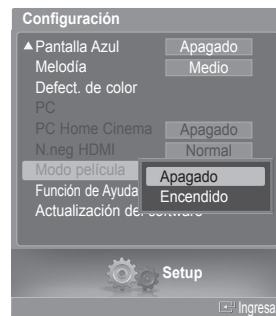 Configuración
▲Pantalla Azul Apagado
Melodía Medio
Defect. de color
PC
PC Home Cinema Apagado
N.neg HDMI Normal
Modo película Apagado
Función de Ayuda Encendido
Actualización del software
Setup
Ingresa